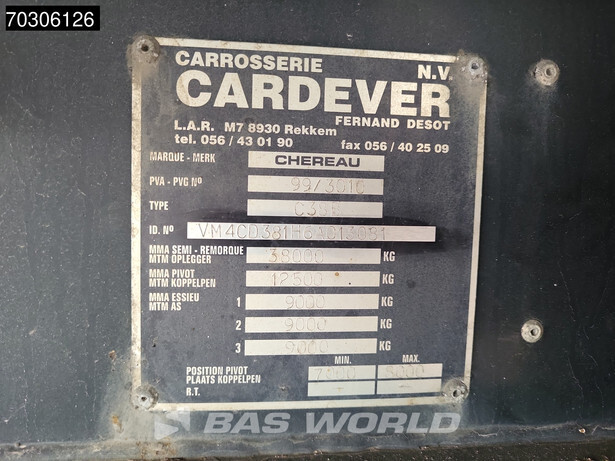 70306126
CARROSSERIE N.V.
CARDEVER
FERNAND DESOT
L.A.R. M7 8930 Rekkem
tel. 056/43 01 90 fax 056/40 25 09
MARQUE - MERK CHEREAU
PVA - PVG Nº
TYPE
ID. Nº
MMA SEMI - REMORQUE 38000 KG
MTM OPLEGGER
MMA PIVOT 12500 KG
MTM KOPPELPEN
MMA ESSIEU 1 9000 KG
MTM AS
2 9000 KG
3 9000 KG
MIN. MAX.
POSITION PIVOT
PLAATS KOPPELPEN
R.T. - -
BAS WORLD